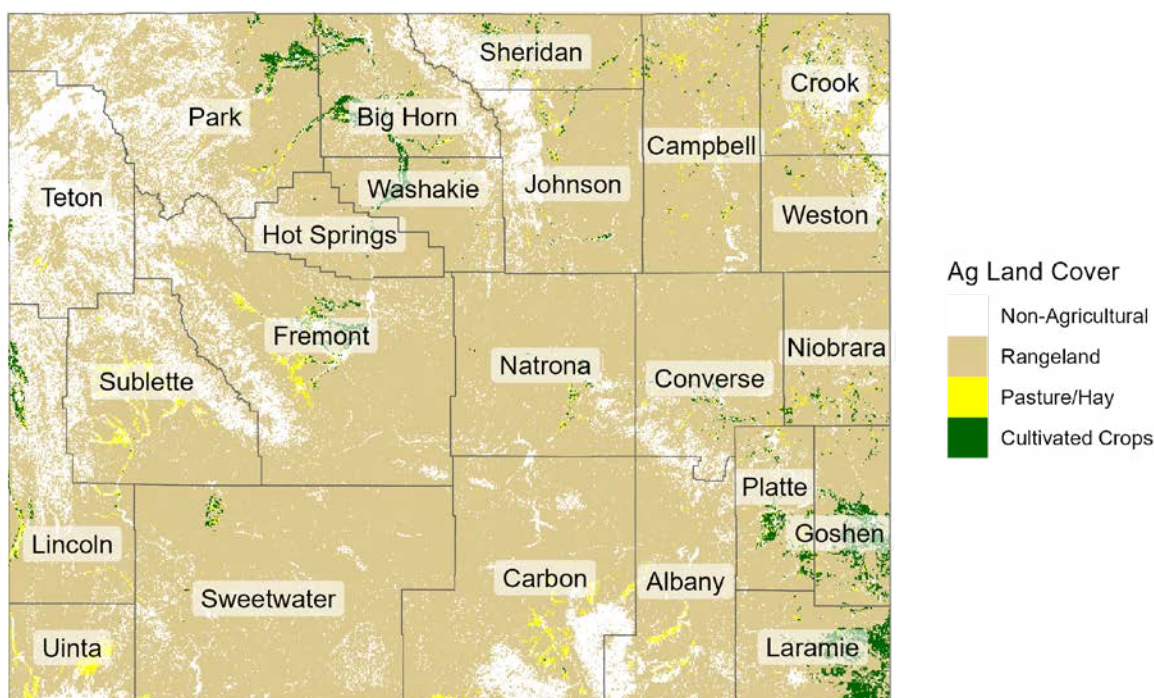 Sheridan
Crook
Park
Big Horn
Campbell
Teton
Washakie
Johnson
Weston
Hot Springs
Fremont
Niobrara
Natrona
Converse
Sublette
Platte
Goshen
Lincoln
Carbon
Albany
Sweetwater
Uinta
Laramie
Ag Land Cover
Non-Agricultural
Rangeland
Pasture/Hay
Cultivated Crops